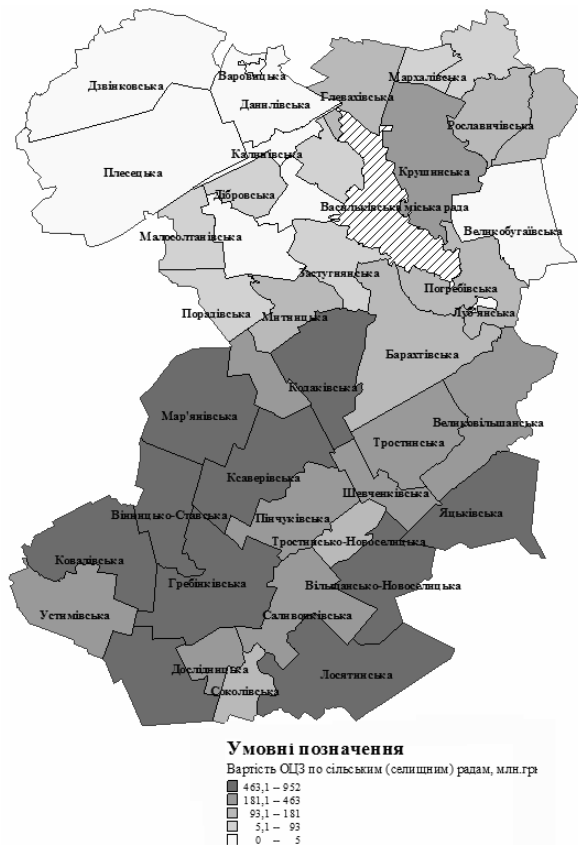 Варовицька
Мархалівська
Дзвінковська
Данилівська
Глевахівська
Рославичівська
Калинівська
Плесецька
Крушинська
Дібровська
Васильківська міська рада
Великобугаївська
Малосолтанівська
Застугнянська
Погребівська
Порадівська
Митницька
Луб'янська
Барахтівська
Кодаківська
Мар'янівська
Великовільшанська
Тростинська
Ксаверівська
Шевченківська
Яцьківська
Вінницько-Ставська
Пінчуківська
Тростинсько-Новоселицька
Ковалівська
Гребінківська
Вільшансько-Новоселицька
Устимівська
Саливонківська
Дослідницька
Лосятинська
Соколівська
Умовні позначення
Вартість ОЦЗ по сільським (селищним) радам, млн.грн
463,1 – 952
181,1 – 463
93,1 – 181
5,1 – 93
0 – 5